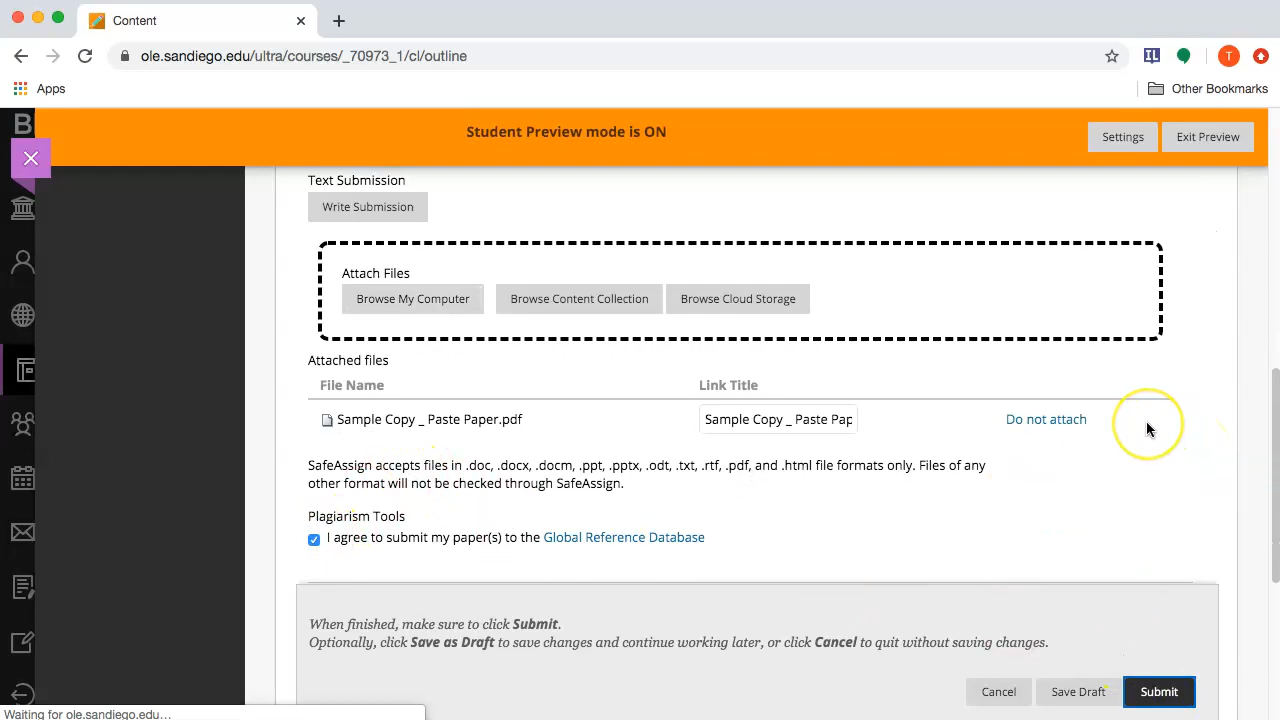 Content
ole.sandiego.edu/ultra/courses/_70973_1/cl/outline
IL
T
Apps
Other Bookmarks
B
Student Preview mode is ON
Settings
Exit Preview
Text Submission
Write Submission
Attach Files
Browse My Computer
Browse Content Collection
Browse Cloud Storage
Attached files
File Name
Link Title
Sample Copy _ Paste Paper.pdf
Sample Copy _ Paste Pap
Do not attach
SafeAssign accepts files in .doc, .docx, .docm, .ppt, .pptx, .odt, .txt, .rtf, .pdf, and .html file formats only. Files of any
other format will not be checked through SafeAssign.
Plagiarism Tools
I agree to submit my paper(s) to the Global Reference Database
When finished, make sure to click Submit.
Optionally, click Save as Draft to save changes and continue working later, or click Cancel to quit without saving changes.
Cancel
Save Draft
Submit
Waiting for ole.sandiego.edu...